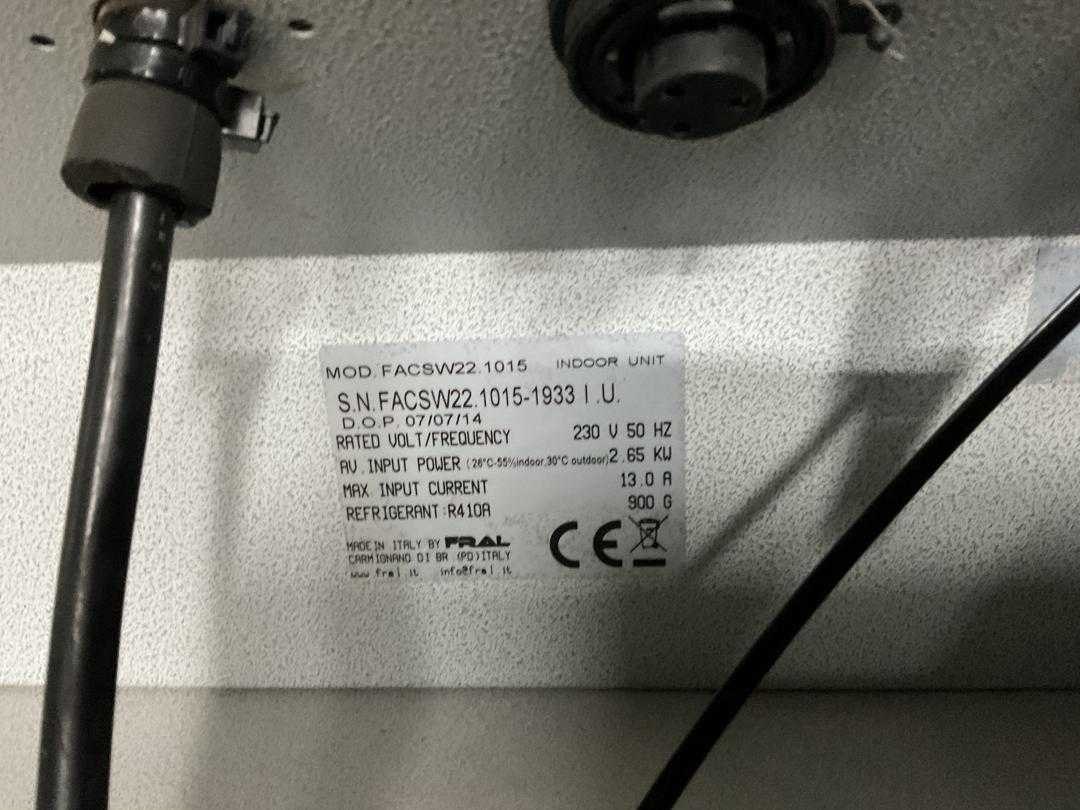 MOD. FACSW22.1015 INDOOR UNIT
S.N.FACSW22.1015-1933 I.U.
D.O.P. 07/07/14
RATED VOLT/FREQUENCY 230 V 50 HZ
AV. INPUT POWER (26°C-55%indoor,30°C outdoor) 2.65 KW
MAX INPUT CURRENT 13.0 A
REFRIGERANT:R410A 900 G
MADE IN ITALY BY FRAL
CARMIGNANO DI BR (PD) ITALY
www.fral.it info@fral.it
CE